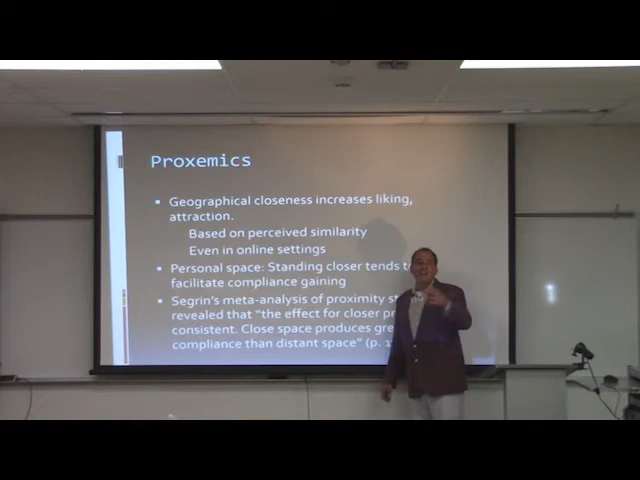 Proxemics
Geographical closeness increases liking,
attraction.
Based on perceived similarity
Even in online settings
Personal space: Standing closer tends to
facilitate compliance gaining
Segrin's meta-analysis of proximity
revealed that "the effect for closer
consistent. Close space produces
compliance than distant space" (p.